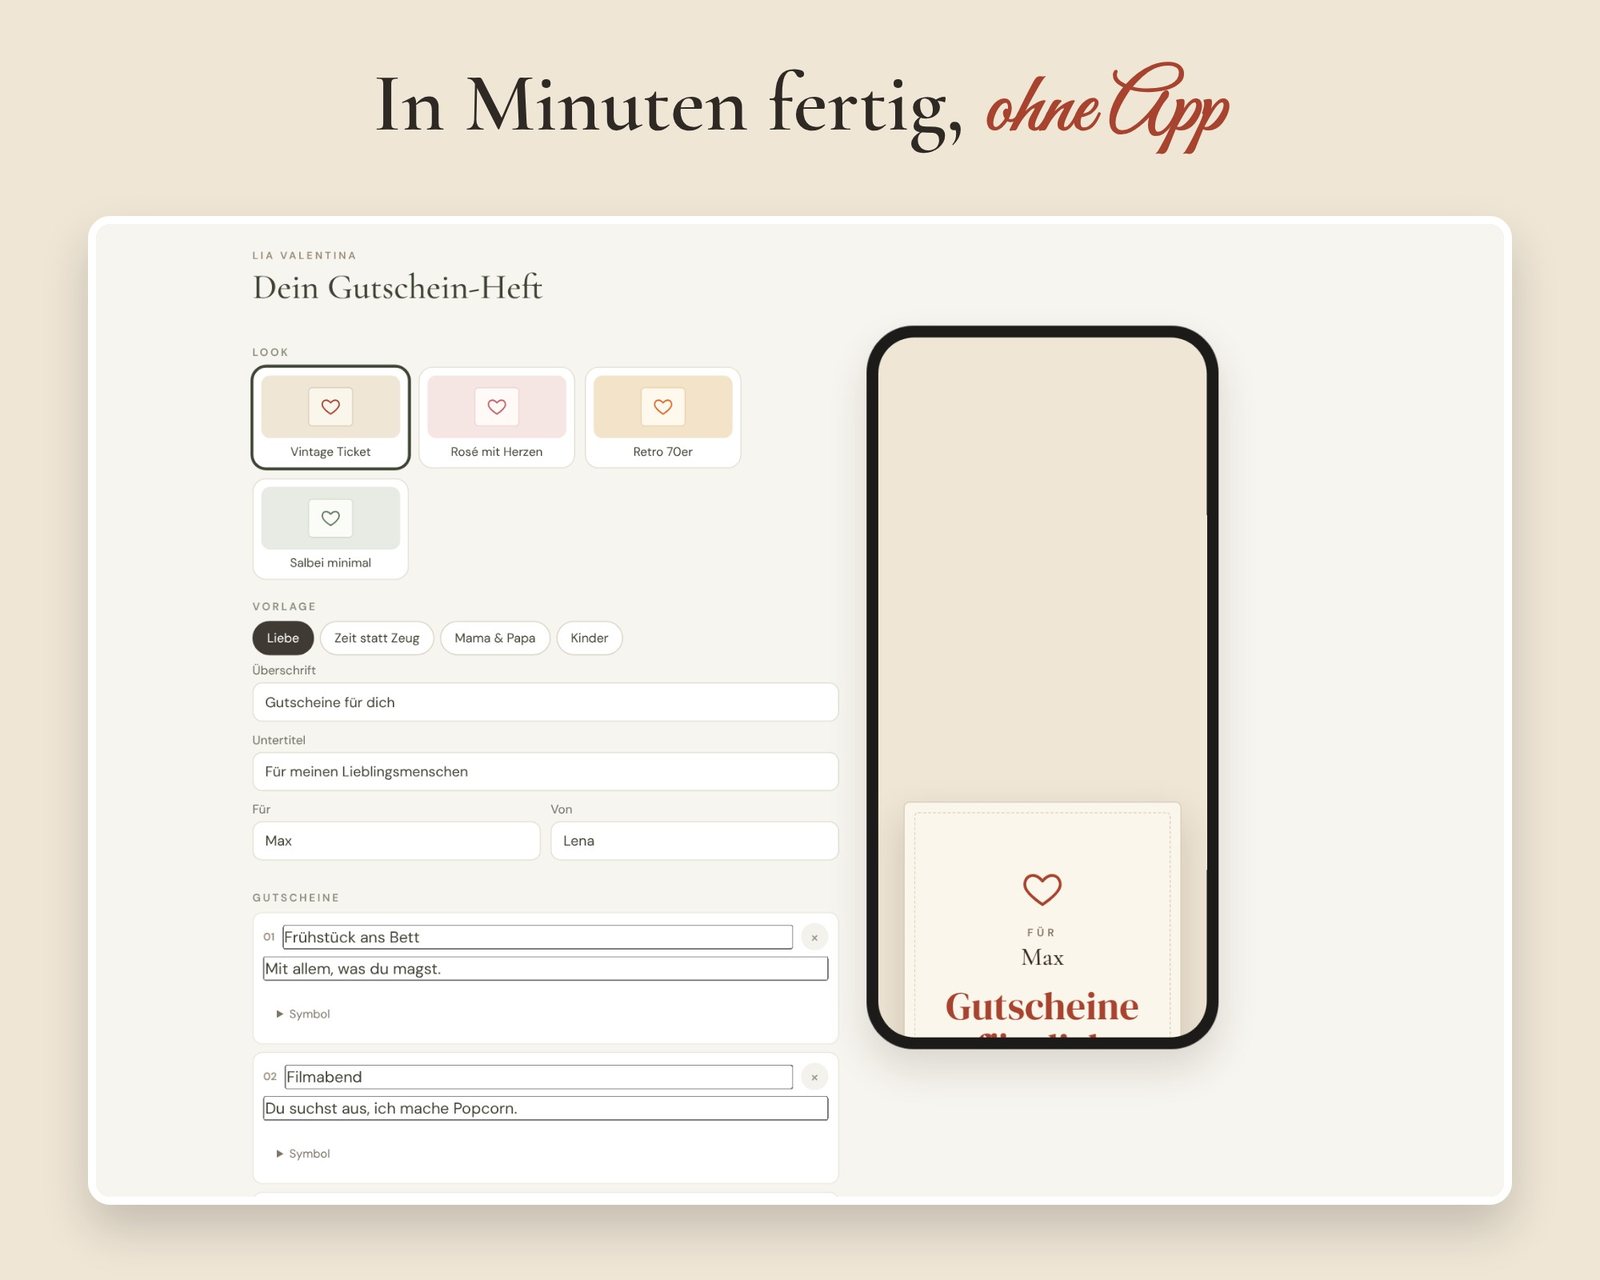 In Minuten fertig, ohne App
LIA VALENTINA
Dein Gutschein-Heft
LOOK
Vintage Ticket
Rosé mit Herzen
Retro 70er
Salbei minimal
VORLAGE
Liebe
Zeit statt Zeug
Mama & Papa
Kinder
Überschrift
Gutscheine für dich
Untertitel
Für meinen Lieblingsmenschen
Für
Von
Max
Lena
GUTSCHEINE
01 Frühstück ans Bett ×
Mit allem, was du magst.
▶ Symbol
02 Filmabend ×
Du suchst aus, ich mache Popcorn.
▶ Symbol
FÜR
Max
Gutscheine